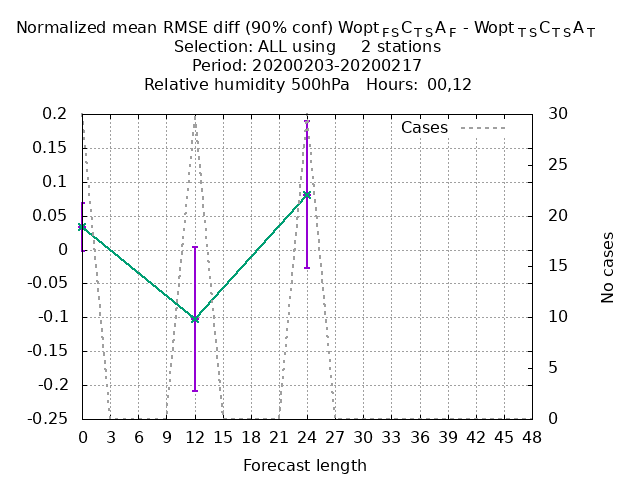 Normalized mean RMSE diff (90% conf) Wopt FS C TS A F - Wopt TS C TS A T
Selection: ALL using 2 stations
Period: 20200203-20200217
Relative humidity 500hPa Hours: 00,12
Cases
0.2
0.15
0.1
0.05
0
-0.05
-0.1
-0.15
-0.2
-0.25
30
25
20
15
10
5
0
No cases
0 3 6 9 12 15 18 21 24 27 30 33 36 39 42 45 48
Forecast length